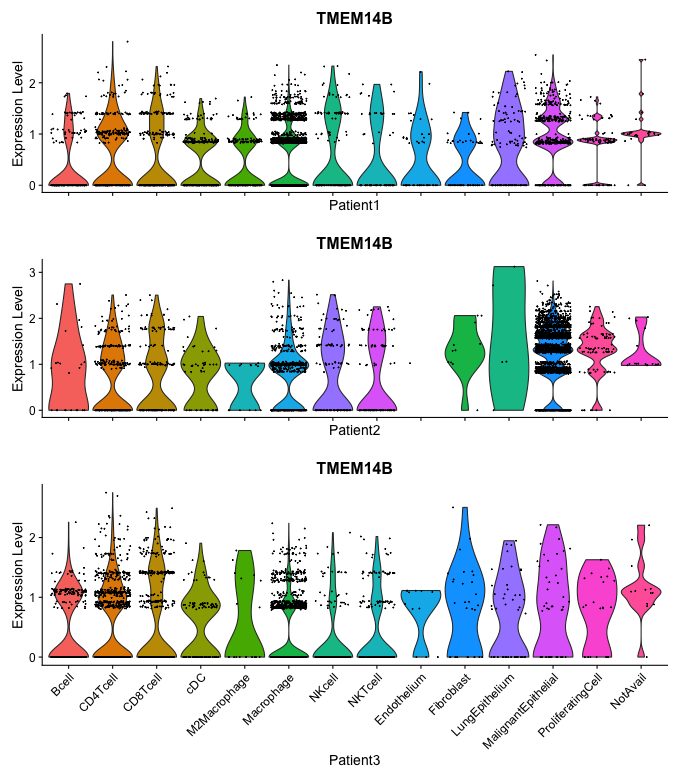 TMEM14B
Expression Level
2
1
0
Patient1
TMEM14B
Expression Level
3
2
1
0
Patient2
TMEM14B
Expression Level
2
1
0
Bcell
CD4Tcell
CD8Tcell
cDC
M2Macrophage
Macrophage
NKcell
NKTcell
Endothelium
Fibroblast
LungEpithelium
MalignantEpithelial
ProliferatingCell
NotAvail
Patient3